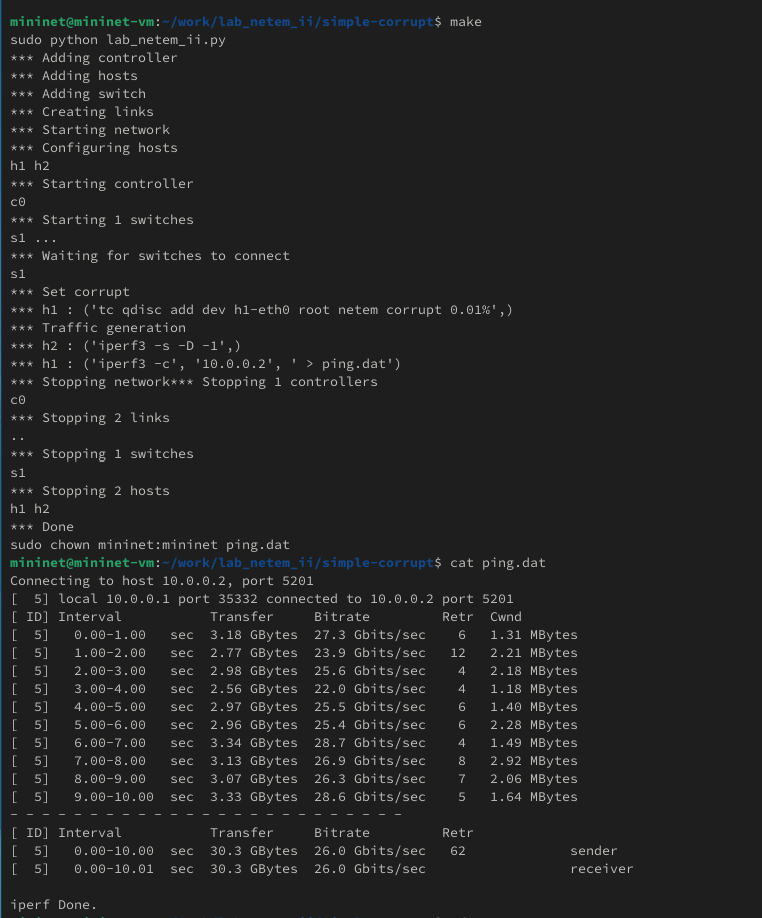 mininet@mininet-vm:~/work/lab_netem_ii/simple-corrupt$ make
sudo python lab_netem_ii.py
*** Adding controller
*** Adding hosts
*** Adding switch
*** Creating links
*** Starting network
*** Configuring hosts
h1 h2
*** Starting controller
c0
*** Starting 1 switches
s1 ...
*** Waiting for switches to connect
s1
*** Set corrupt
*** h1 : ('tc qdisc add dev h1-eth0 root netem corrupt 0.01%',)
*** Traffic generation
*** h2 : ('iperf3 -s -D -1',)
*** h1 : ('iperf3 -c', '10.0.0.2', ' > ping.dat')
*** Stopping network*** Stopping 1 controllers
c0
*** Stopping 2 links
..
*** Stopping 1 switches
s1
*** Stopping 2 hosts
h1 h2
*** Done
sudo chown mininet:mininet ping.dat
mininet@mininet-vm:~/work/lab_netem_ii/simple-corrupt$ cat ping.dat
Connecting to host 10.0.0.2, port 5201
[  5] local 10.0.0.1 port 35332 connected to 10.0.0.2 port 5201
[ ID] Interval           Transfer     Bitrate         Retr  Cwnd
[  5]   0.00-1.00   sec  3.18 GBytes  27.3 Gbits/sec    6   1.31 MBytes
[  5]   1.00-2.00   sec  2.77 GBytes  23.9 Gbits/sec   12   2.21 MBytes
[  5]   2.00-3.00   sec  2.98 GBytes  25.6 Gbits/sec    4   2.18 MBytes
[  5]   3.00-4.00   sec  2.56 GBytes  22.0 Gbits/sec    4   1.18 MBytes
[  5]   4.00-5.00   sec  2.97 GBytes  25.5 Gbits/sec    6   1.40 MBytes
[  5]   5.00-6.00   sec  2.96 GBytes  25.4 Gbits/sec    6   2.28 MBytes
[  5]   6.00-7.00   sec  3.34 GBytes  28.7 Gbits/sec    4   1.49 MBytes
[  5]   7.00-8.00   sec  3.13 GBytes  26.9 Gbits/sec    8   2.92 MBytes
[  5]   8.00-9.00   sec  3.07 GBytes  26.3 Gbits/sec    7   2.06 MBytes
[  5]   9.00-10.00  sec  3.33 GBytes  28.6 Gbits/sec    5   1.64 MBytes
- - - - - - - - - - - - - - - - - - - - - - - - -
[ ID] Interval           Transfer     Bitrate         Retr
[  5]   0.00-10.00  sec  30.3 GBytes  26.0 Gbits/sec   62             sender
[  5]   0.00-10.01  sec  30.3 GBytes  26.0 Gbits/sec                  receiver
iperf Done.